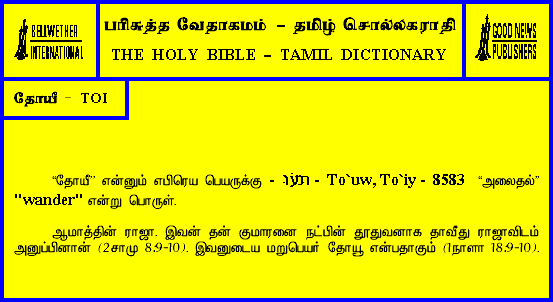 BELLWETHER
INTERNATIONAL
பரிசுத்த வேதாகமம் – தமிழ் சொல்லகராதி
THE HOLY BIBLE – TAMIL DICTIONARY
GOOD NEWS
PUBLISHERS
தோயீ – TOI
“தோயீ” என்னும் எபிரெய பெயருக்கு - תּעוּ - To`uw, To`iy - 8583 “அலைதல்”
"wander" என்று பொருள்.
ஆமாத்தின் ராஜா. இவன் தன் குமாரனை நட்பின் தூதுவனாக தாவீது ராஜாவிடம்
அனுப்பினான் (2சாமு 8:9-10). இவனுடைய மறுபெயர் தோயூ என்பதாகும் (1நாளா 18:9-10).